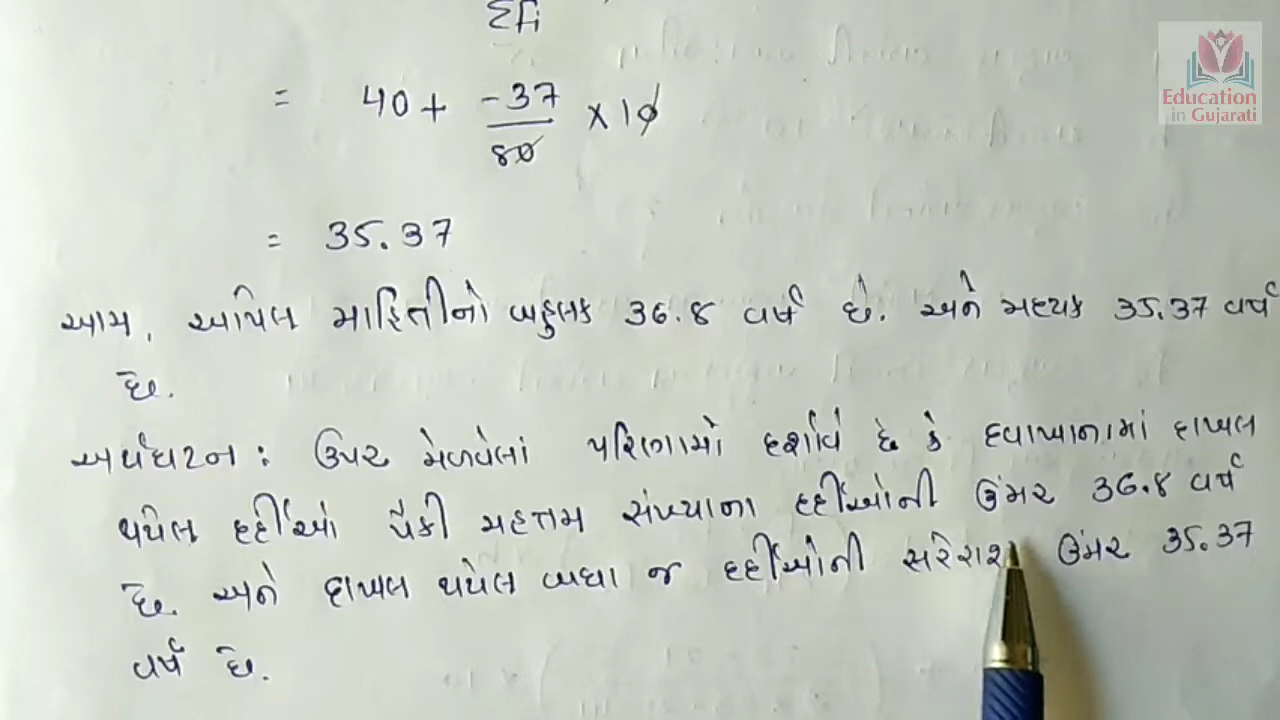 Σfi
Education
in Gujarati
= 40 + -37/80 × 10
= 35.37
આમ, આપેલ માહિતીનો બહુલક 36.8 વર્ષ છે. અને મધ્યક 35.37 વર્ષ
છે.
અર્થઘટન : ઉપર મેળવેલાં પરિણામો દર્શાવે છે કે દવાખાનામાં દાખલ
થયેલ દર્દીઓ પૈકી મહત્તમ સંખ્યાના દર્દીઓની ઉંમર 36.8 વર્ષ
છે. અને દાખલ થયેલ બધા જ દર્દીઓની સરેરાશ ઉંમર 35.37
વર્ષ છે.